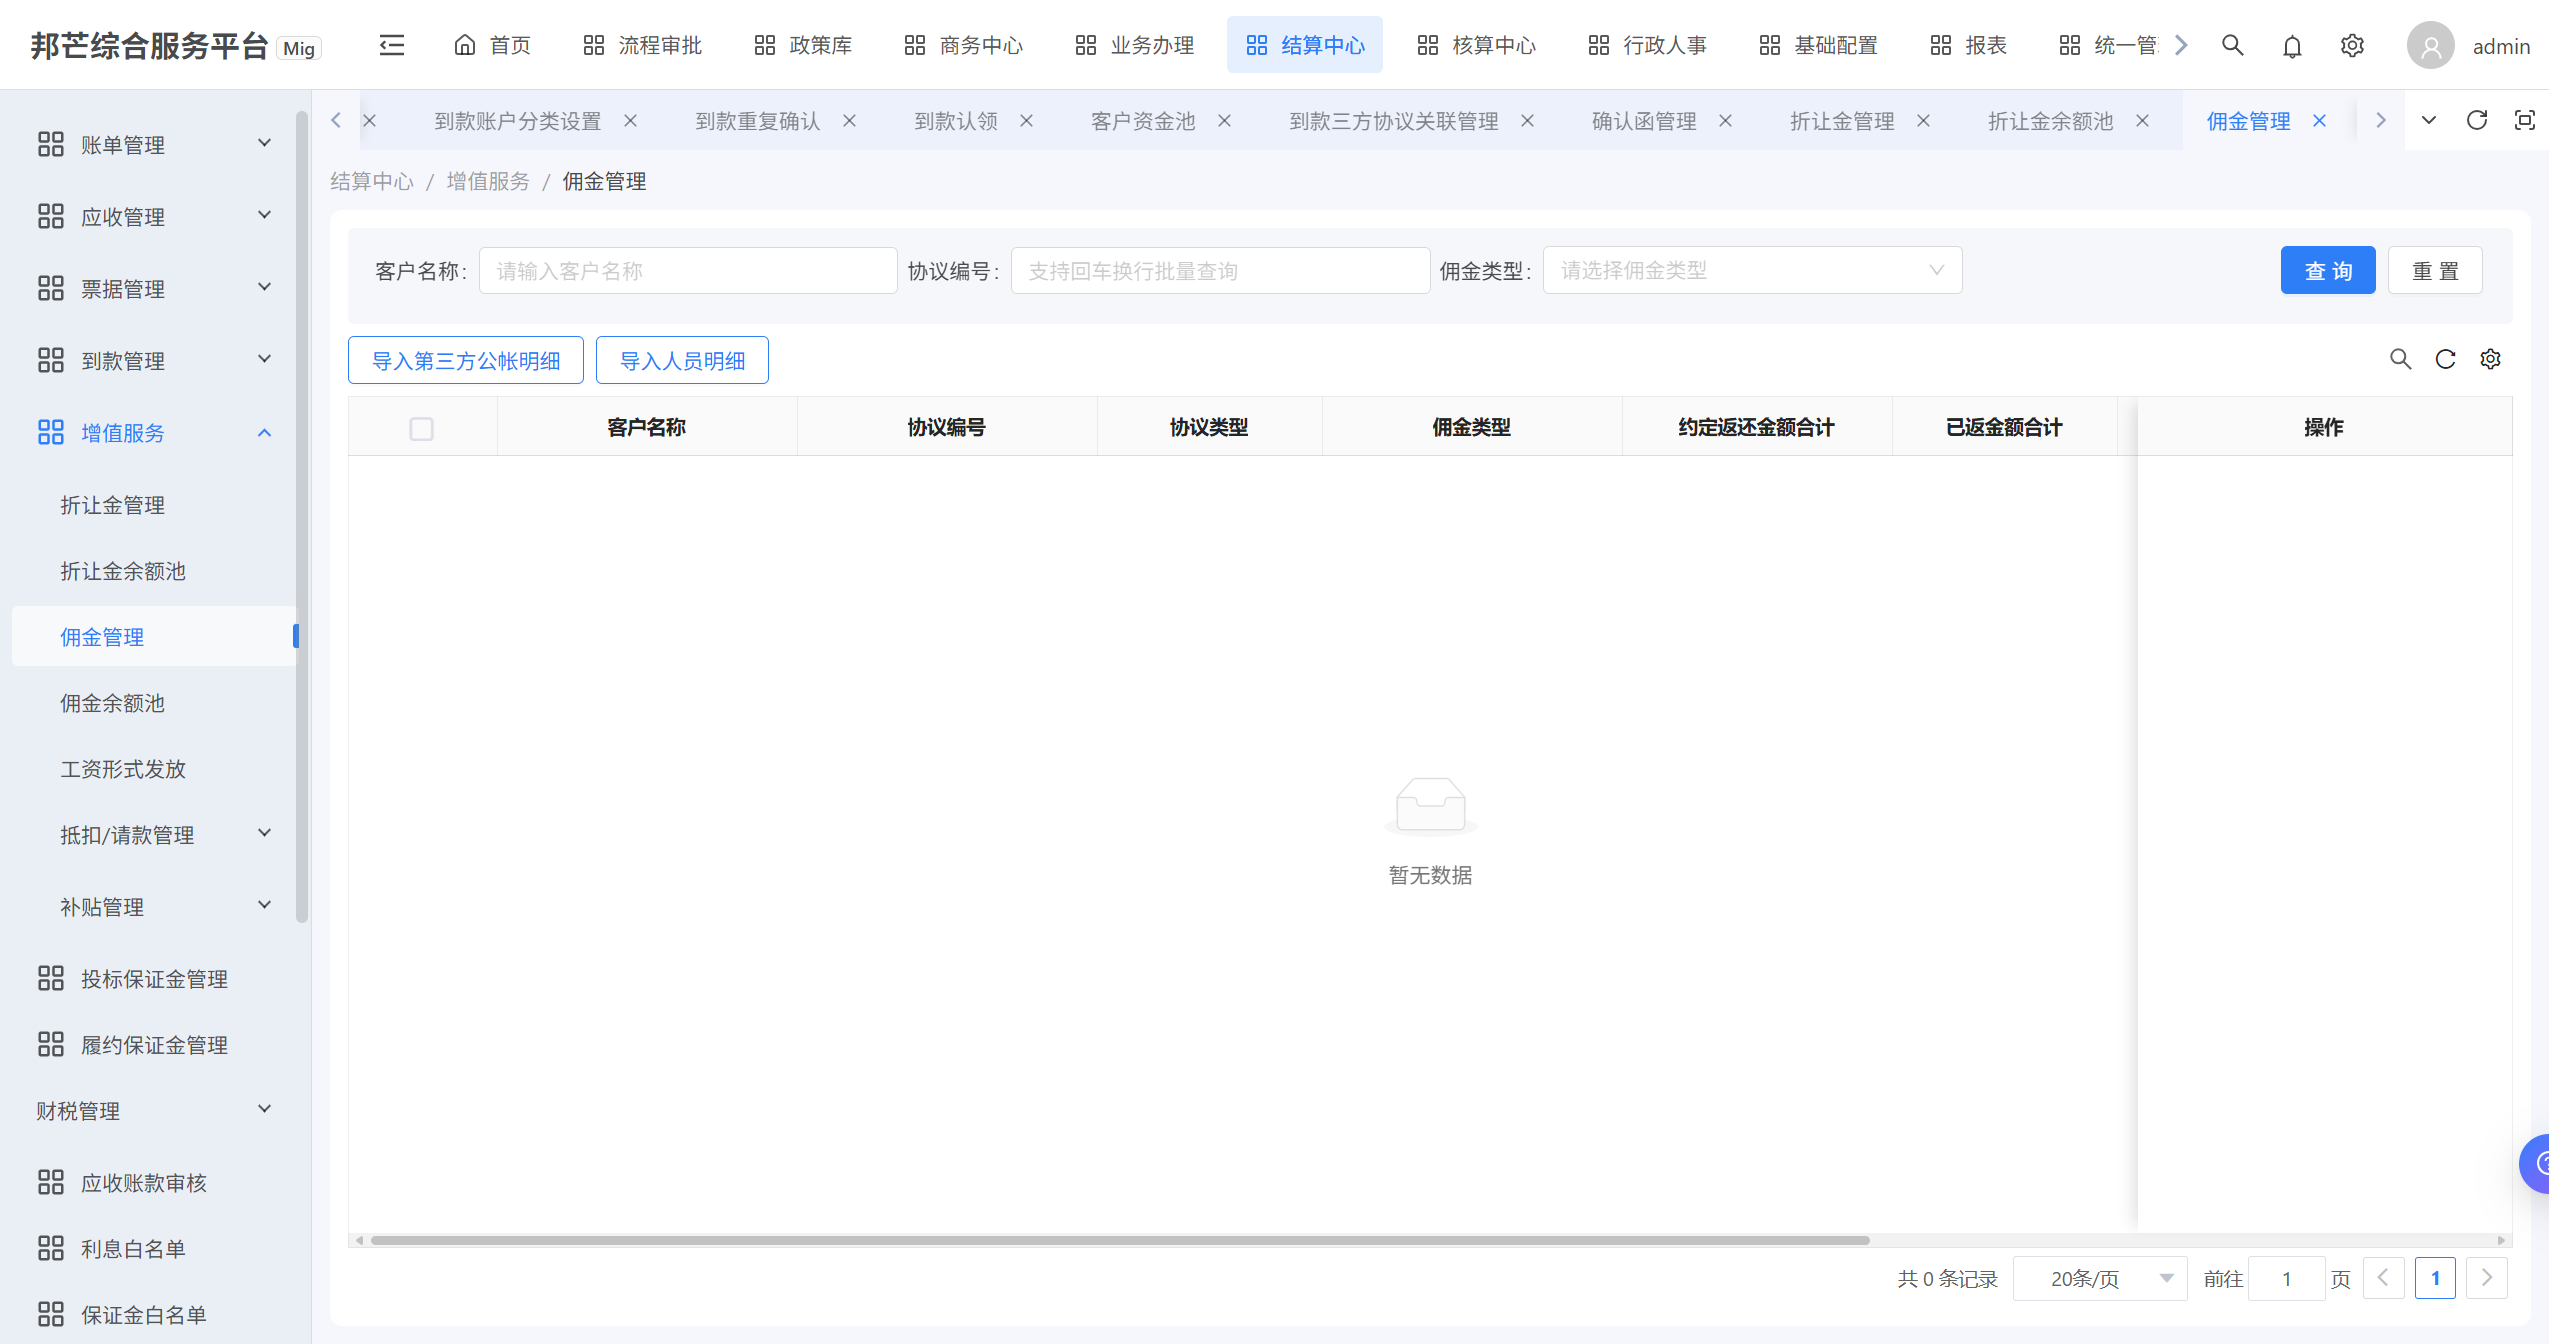 邦芒综合服务平台 Mig
首页 流程审批 政策库 商务中心 业务办理 结算中心 核算中心 行政人事 基础配置 报表 统一管
admin
到款账户分类设置 到款重复确认 到款认领 客户资金池 到款三方协议关联管理 确认函管理 折让金管理 折让金余额池 佣金管理
账单管理
应收管理
票据管理
到款管理
增值服务
折让金管理
折让金余额池
佣金管理
佣金余额池
工资形式发放
抵扣/请款管理
补贴管理
投标保证金管理
履约保证金管理
财税管理
应收账款审核
利息白名单
保证金白名单
结算中心 / 增值服务 / 佣金管理
客户名称: 请输入客户名称 协议编号: 支持回车换行批量查询 佣金类型: 请选择佣金类型 查 询 重 置
导入第三方公帐明细 导入人员明细
客户名称 协议编号 协议类型 佣金类型 约定返还金额合计 已返金额合计 操作
暂无数据
共 0 条记录 20条/页 前往 1 页 1